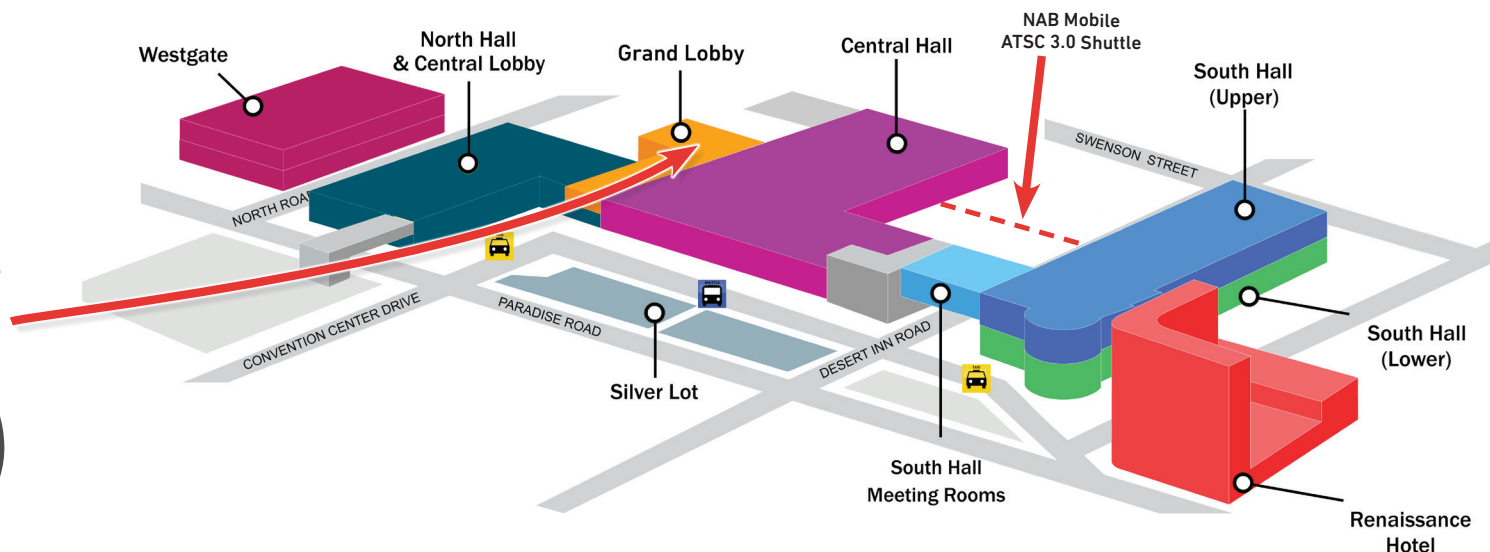 Westgate
North Hall
& Central Lobby
Grand Lobby
Central Hall
NAB Mobile
ATSC 3.0 Shuttle
South Hall
(Upper)
SWENSON STREET
NORTH ROA
CONVENTION CENTER DRIVE
PARADISE ROAD
DESERT INN ROAD
Silver Lot
South Hall
Meeting Rooms
South Hall
(Lower)
Renaissance
Hotel